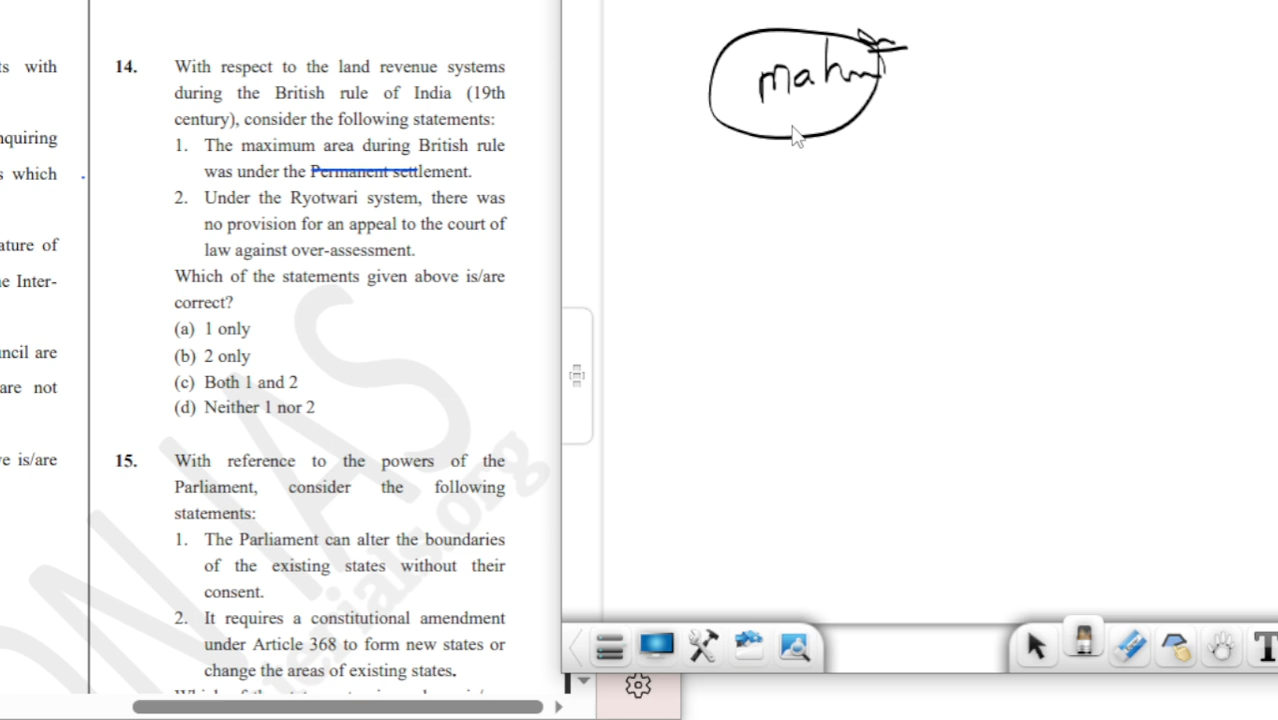 ts with
nquiring
s which
ature of
e Inter-
ncil are
are not
e is/are
14. With respect to the land revenue systems
during the British rule of India (19th
century), consider the following statements:
1. The maximum area during British rule
was under the Permanent settlement.
2. Under the Ryotwari system, there was
no provision for an appeal to the court of
law against over-assessment.
Which of the statements given above is/are
correct?
(a) 1 only
(b) 2 only
(c) Both 1 and 2
(d) Neither 1 nor 2
15. With reference to the powers of the
Parliament, consider the following
statements:
1. The Parliament can alter the boundaries
of the existing states without their
consent.
2. It requires a constitutional amendment
under Article 368 to form new states or
change the areas of existing states.
T